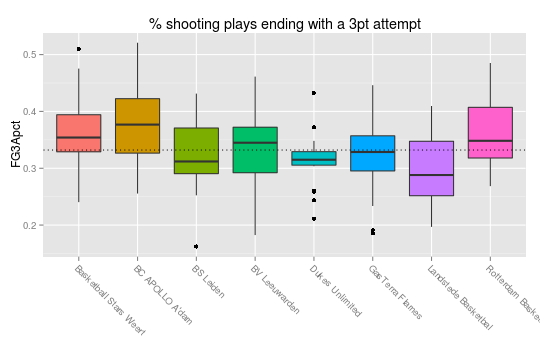 % shooting plays ending with a 3pt attempt
FG3Apct
0.5
0.4
0.3
0.2
Basketball Stars Weert
BC APOLLO A'dam
BS Leiden
BV Leeuwarden
Dukes Unlimited
GasTerra Flames
Landstede Basketbal
Rotterdam Basket